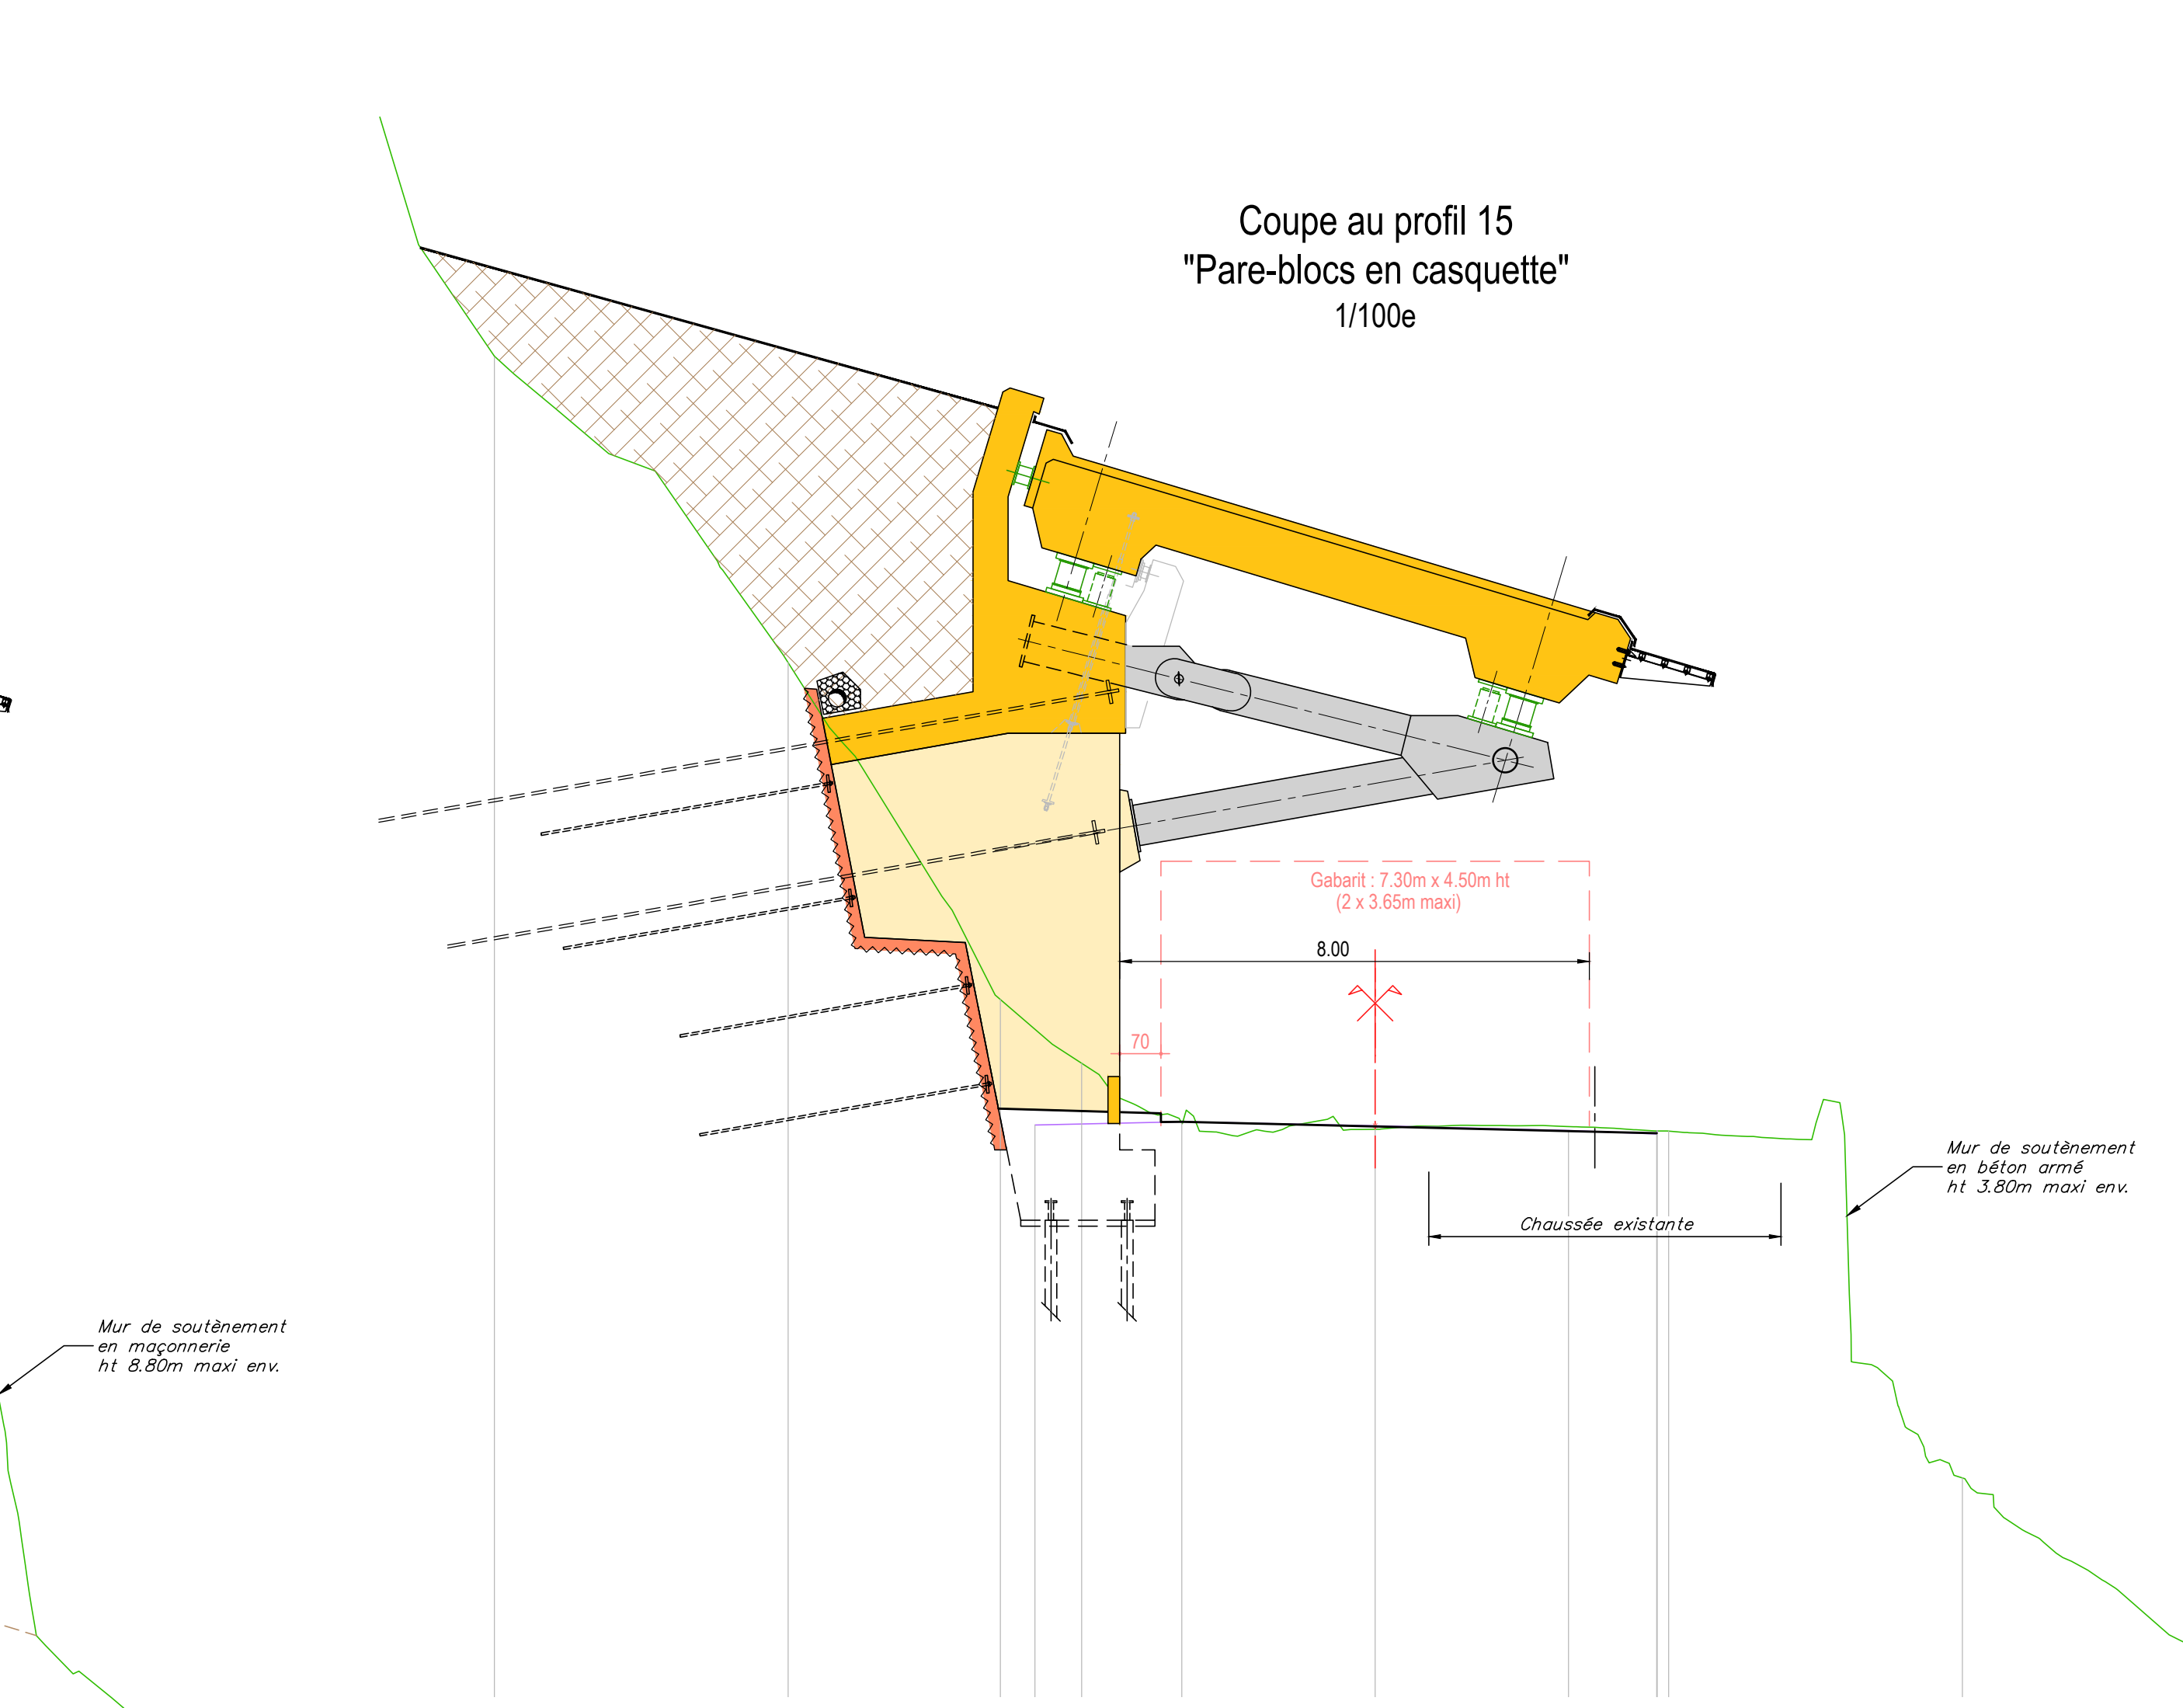 Coupe au profil 15
"Pare-blocs en casquette"
1/100e
Gabarit : 7.30m x 4.50m ht
(2 x 3.65m maxi)
8.00
70
Mur de soutènement
en béton armé
ht 3.80m maxi env.
Chaussée existante
Mur de soutènement
en maçonnerie
ht 8.80m maxi env.